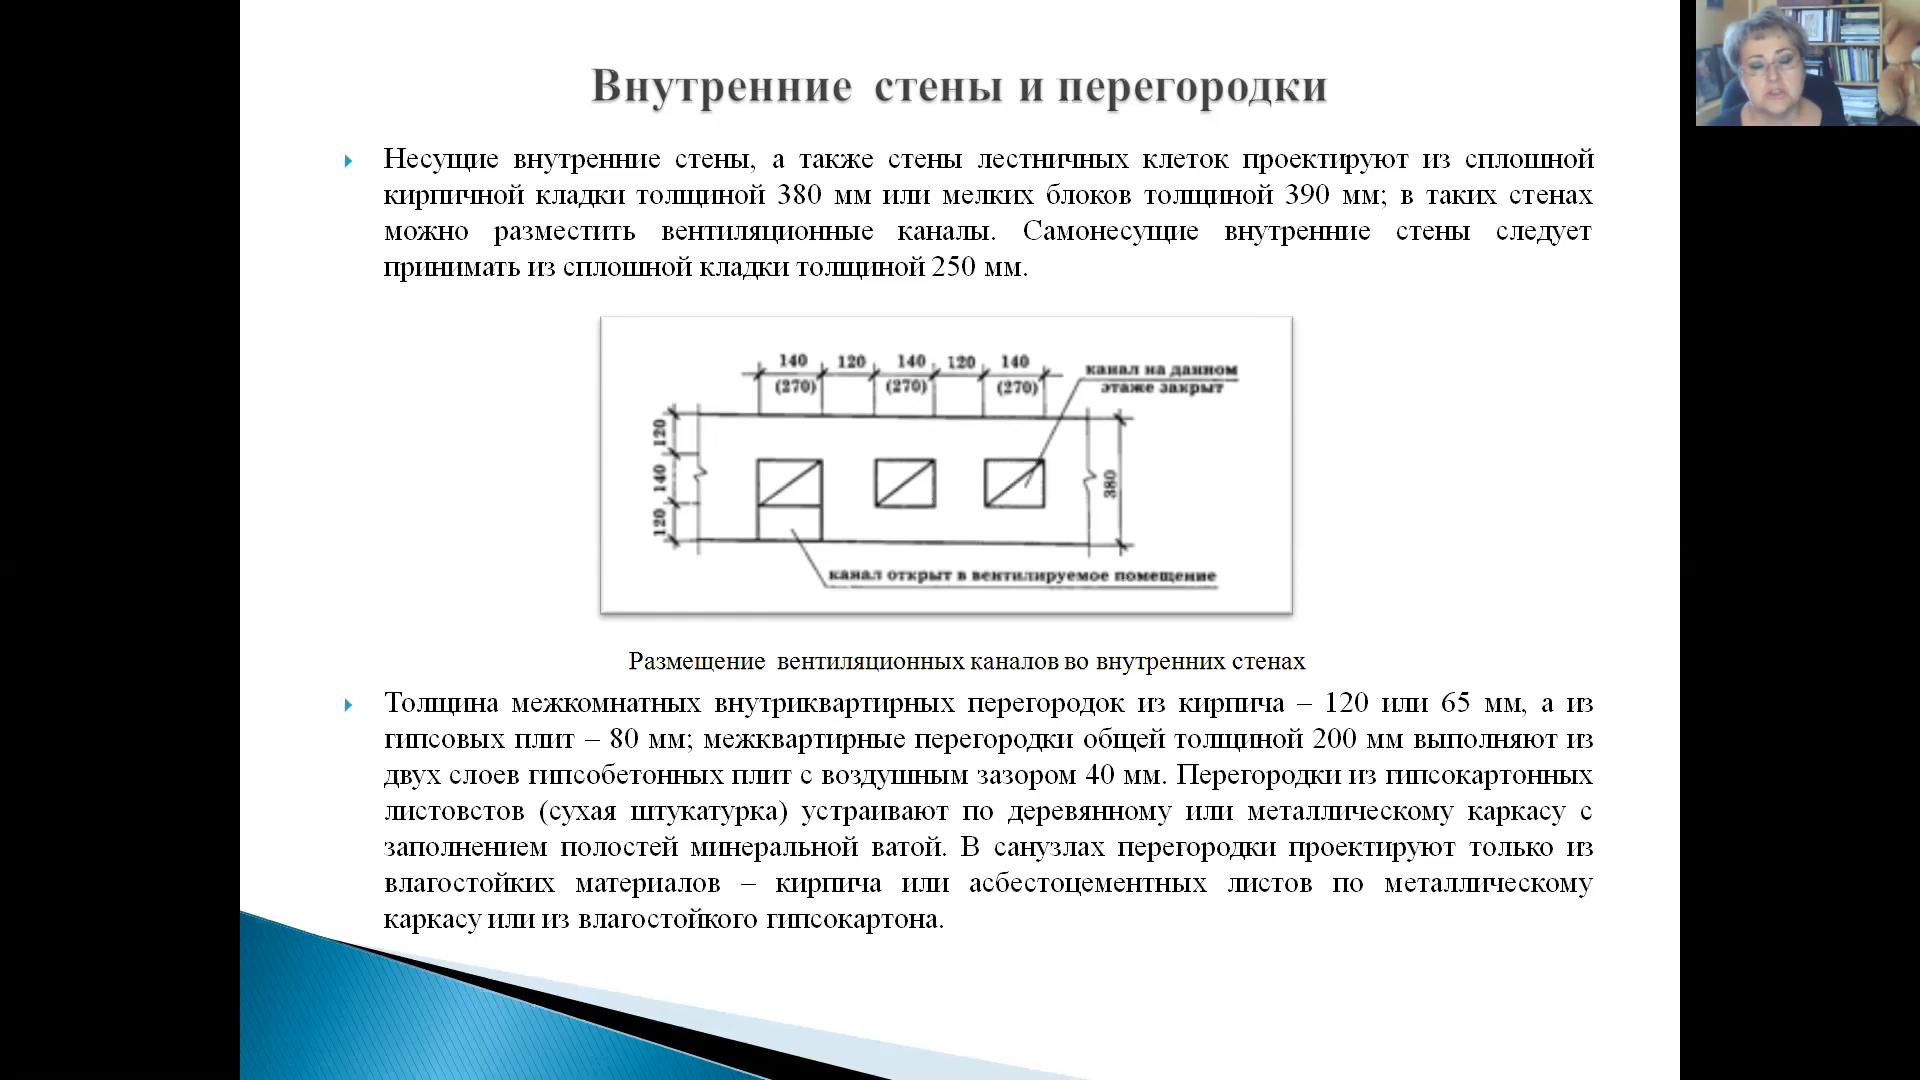 Внутренние стены и перегородки
Несущие внутренние стены, а также стены лестничных клеток проектируют из сплошной
кирпичной кладки толщиной 380 мм или мелких блоков толщиной 390 мм; в таких стенах
можно разместить вентиляционные каналы. Самонесущие внутренние стены следует
принимать из сплошной кладки толщиной 250 мм.
140 120 140 120 140
(270) (270) (270)
канал на данном
этаже закрыт
120
140
120
380
канал открыт в вентилируемое помещение
Размещение вентиляционных каналов во внутренних стенах
Толщина межкомнатных внутриквартирных перегородок из кирпича – 120 или 65 мм, а из
гипсовых плит – 80 мм; межквартирные перегородки общей толщиной 200 мм выполняют из
двух слоев гипсобетонных плит с воздушным зазором 40 мм. Перегородки из гипсокартонных
листовстов (сухая штукатурка) устраивают по деревянному или металлическому каркасу с
заполнением полостей минеральной ватой. В санузлах перегородки проектируют только из
влагостойких материалов – кирпича или асбестоцементных листов по металлическому
каркасу или из влагостойкого гипсокартона.